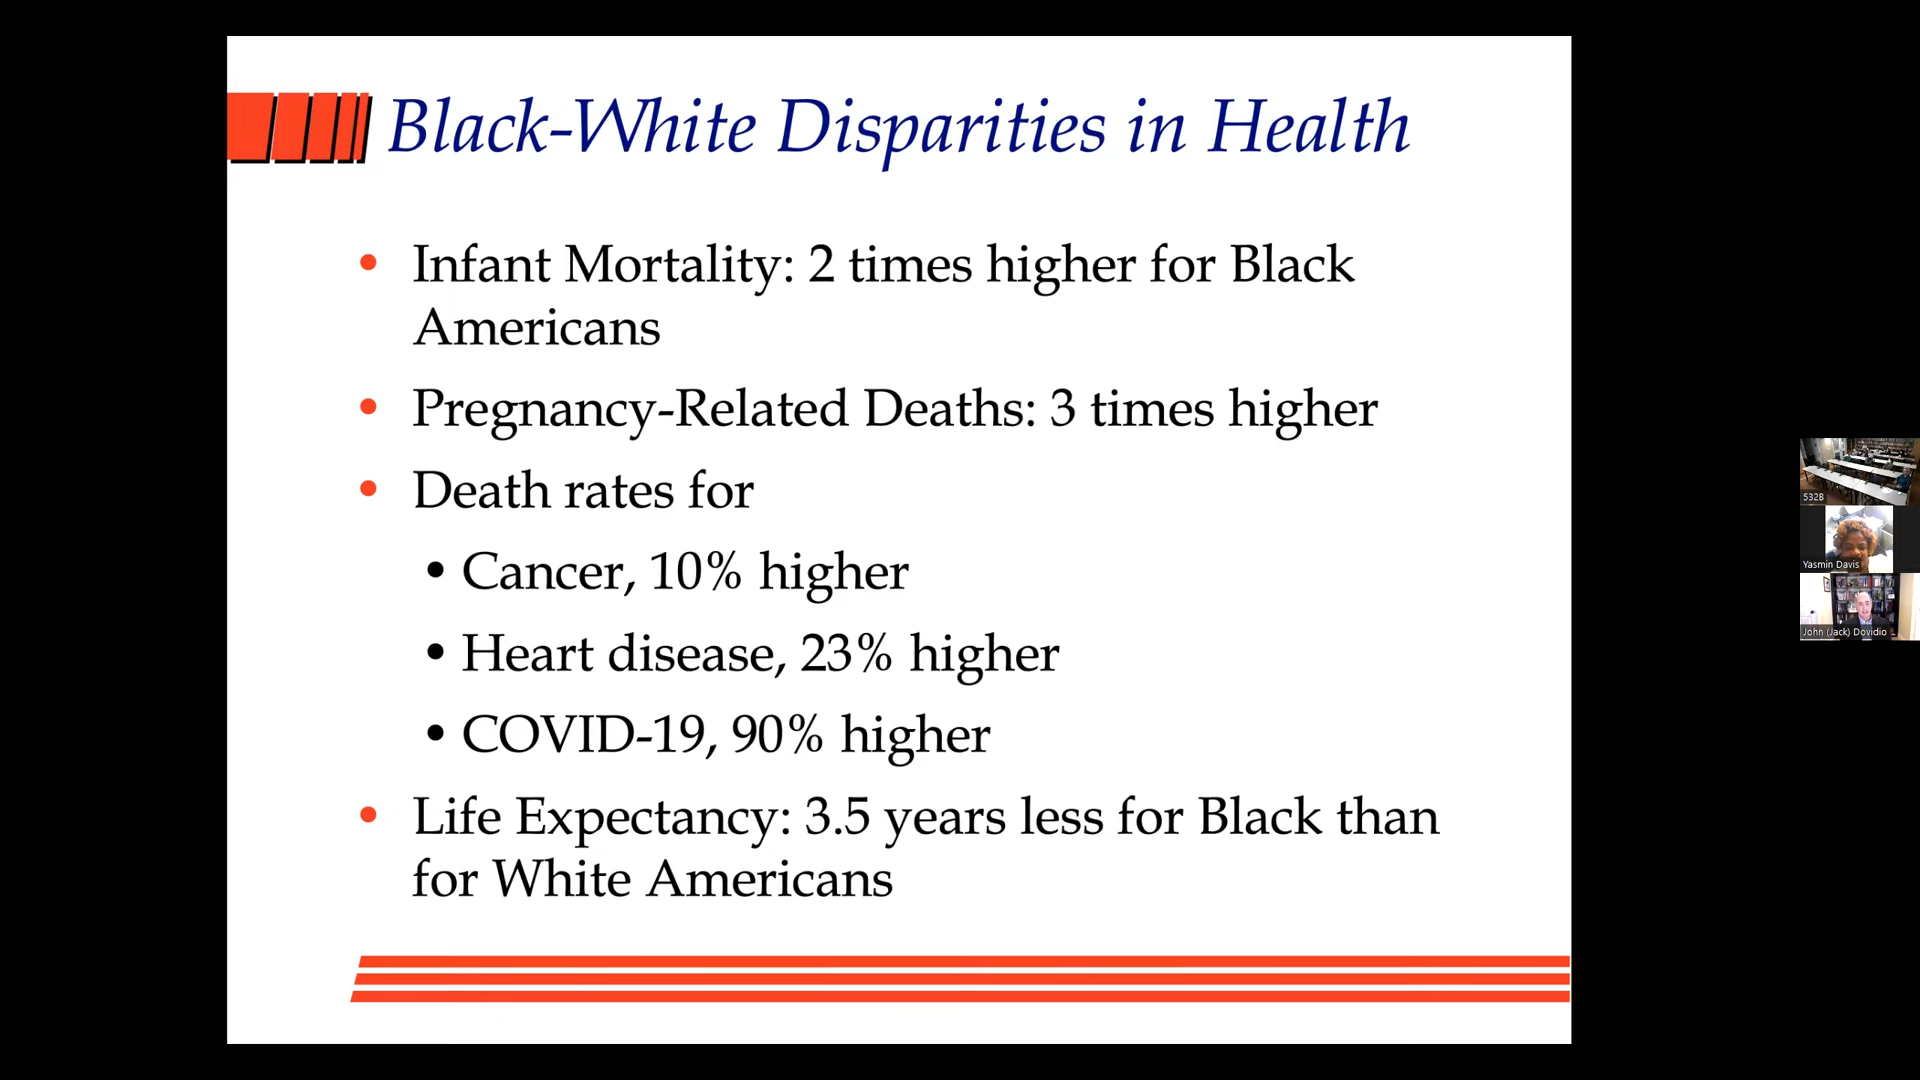 Black-White Disparities in Health
• Infant Mortality: 2 times higher for Black
Americans
• Pregnancy-Related Deaths: 3 times higher
• Death rates for
• Cancer, 10% higher
• Heart disease, 23% higher
• COVID-19, 90% higher
• Life Expectancy: 3.5 years less for Black than
for White Americans
532B
Yasmin Davis
John (Jack) Dovidio